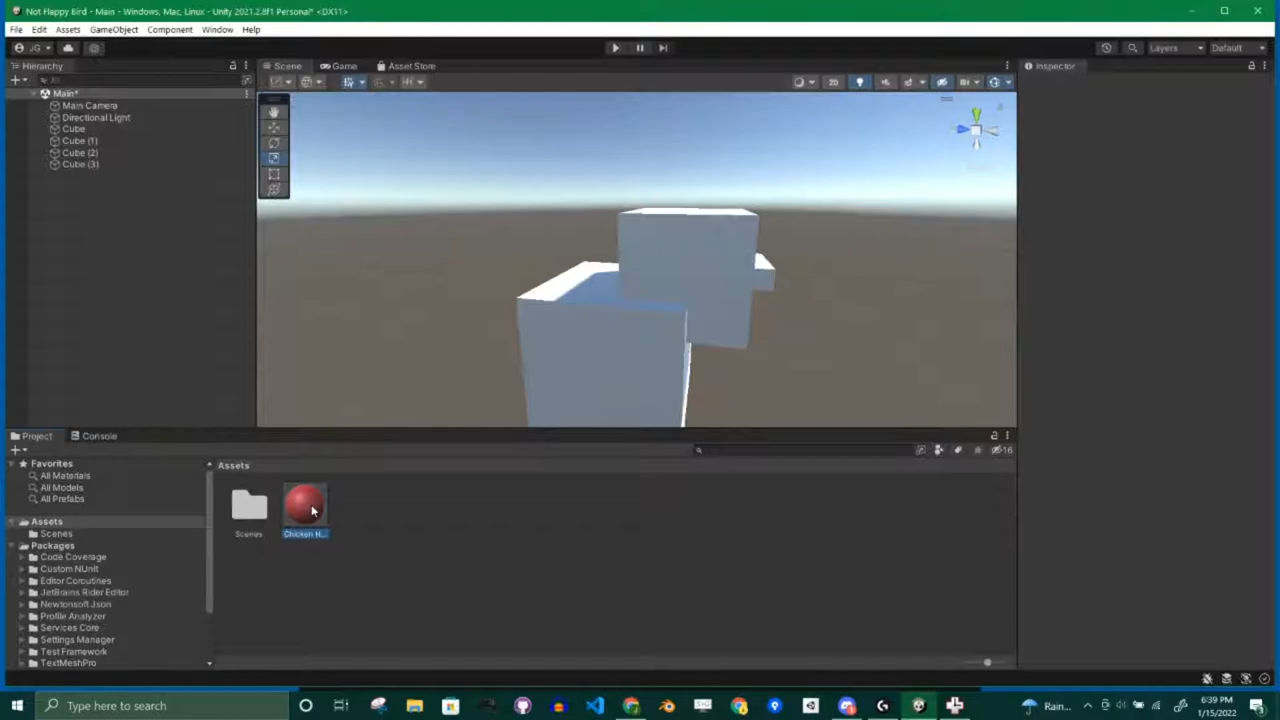 Not Flappy Bird - Main - Windows, Mac, Linux - Unity 2021.2.8f1 Personal* <DX11>
File Edit Assets GameObject Component Window Help
JG Layers Default
Hierarchy Scene Game Asset Store Inspector
All
Main* 2D
Main Camera
Directional Light
Cube
Cube (1)
Cube (2)
Cube (3)
Project Console
16
Favorites Assets
All Materials
All Models
All Prefabs
Assets
Scenes Scenes Chicken H...
Packages
Code Coverage
Custom NUnit
Editor Coroutines
JetBrains Rider Editor
Newtonsoft Json
Profile Analyzer
Services Core
Settings Manager
Test Framework
TextMeshPro
Type here to search Rain... 6:39 PM
1/15/2022